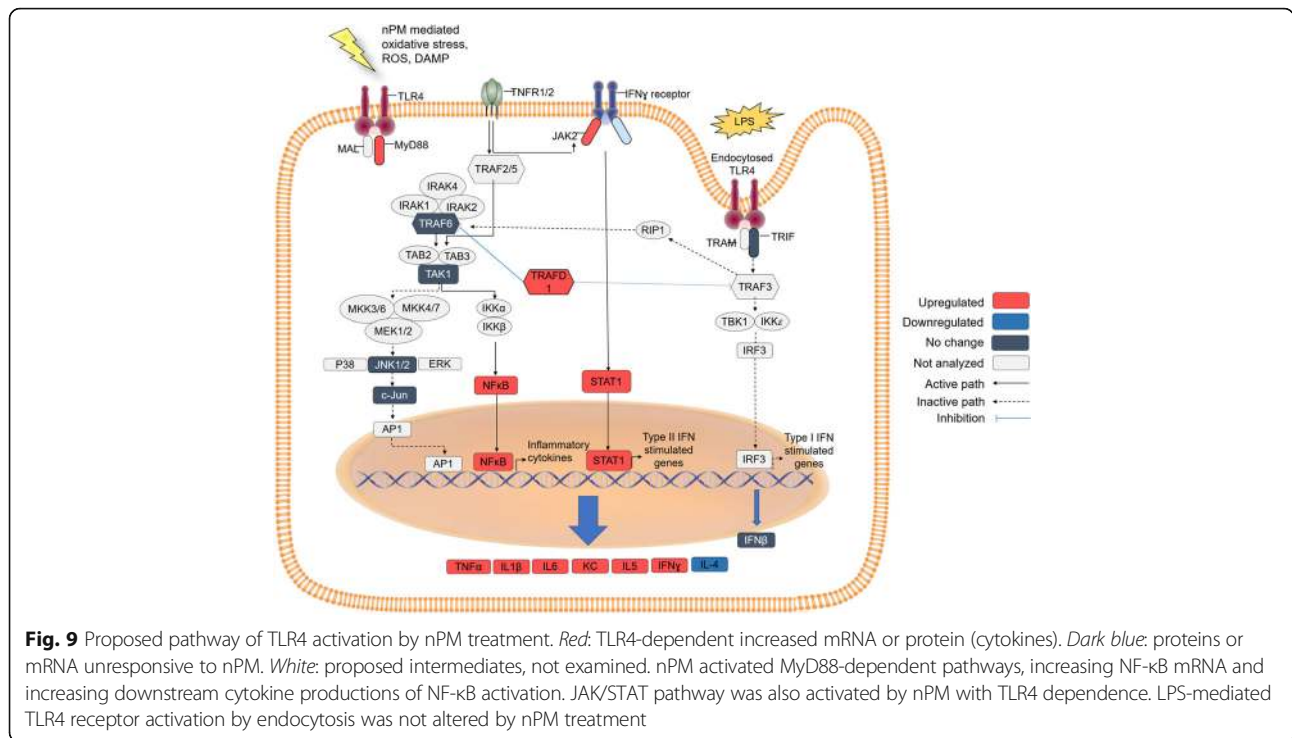 nPM mediated
oxidative stress,
ROS, DAMP
TLR4
TNFR1/2
IFNɣ receptor
LPS
MAL
MyD88
JAK2
Endocytosed
TLR4
TRAF2/5
IRAK4
IRAK1
IRAK2
TRAF6
RIP1
TRAM
TRIF
TAB2
TAB3
TAK1
TRAFD
1
TRAF3
MKK3/6
MKK4/7
MEK1/2
IKKα
IKKβ
TBK1
IKKε
P38
JNK1/2
ERK
IRF3
c-Jun
NFκB
STAT1
AP1
AP1
NFκB
Inflammatory
cytokines
STAT1
Type II IFN
stimulated
genes
IRF3
Type I IFN
stimulated
genes
IFNβ
TNFα
IL1β
IL6
KC
IL5
IFNɣ
IL-4
Upregulated
Downregulated
No change
Not analyzed
Active path
Inactive path
Inhibition
Fig. 9 Proposed pathway of TLR4 activation by nPM treatment. Red: TLR4-dependent increased mRNA or protein (cytokines). Dark blue: proteins or
mRNA unresponsive to nPM. White: proposed intermediates, not examined. nPM activated MyD88-dependent pathways, increasing NF-κB mRNA and
increasing downstream cytokine productions of NF-κB activation. JAK/STAT pathway was also activated by nPM with TLR4 dependence. LPS-mediated
TLR4 receptor activation by endocytosis was not altered by nPM treatment